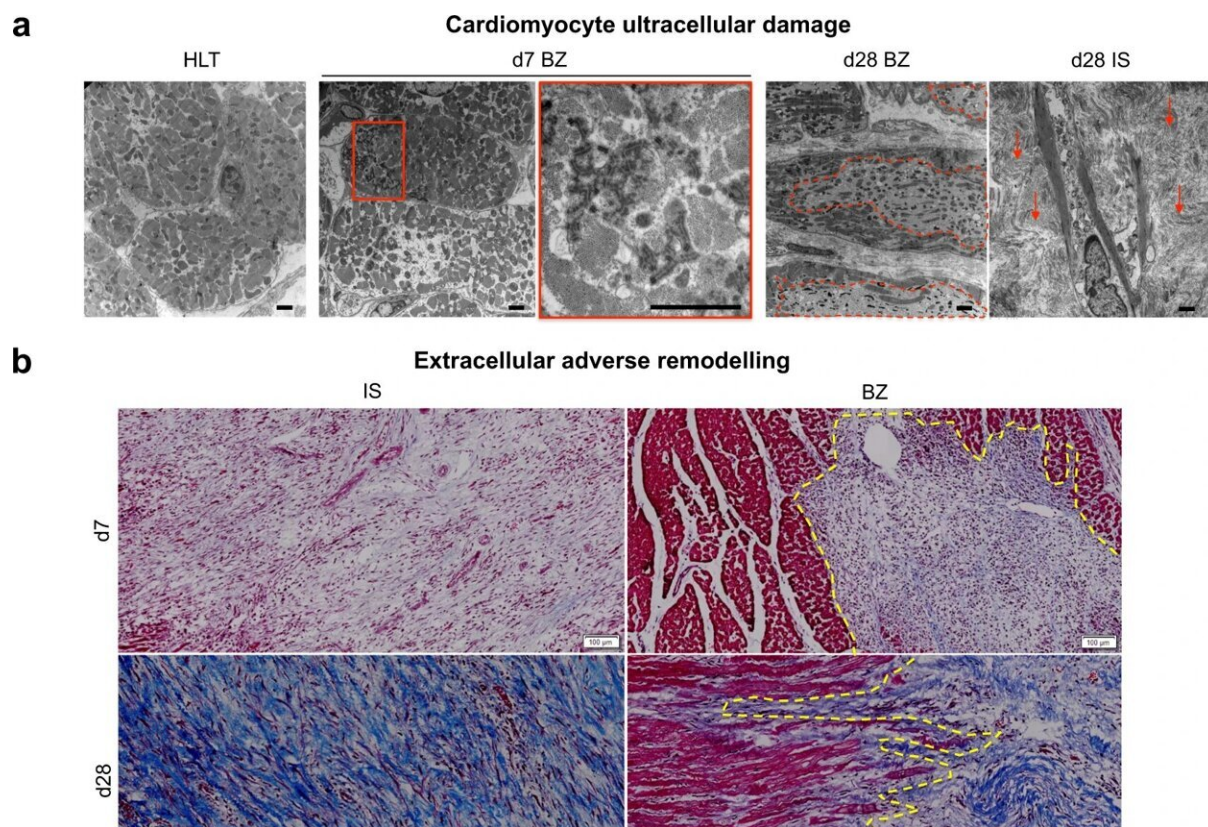 a
Cardiomyocyte ultracellular damage
HLT
d7 BZ
d28 BZ
d28 IS
b
Extracellular adverse remodelling
IS
BZ
d7
100 µm
100 µm
d28